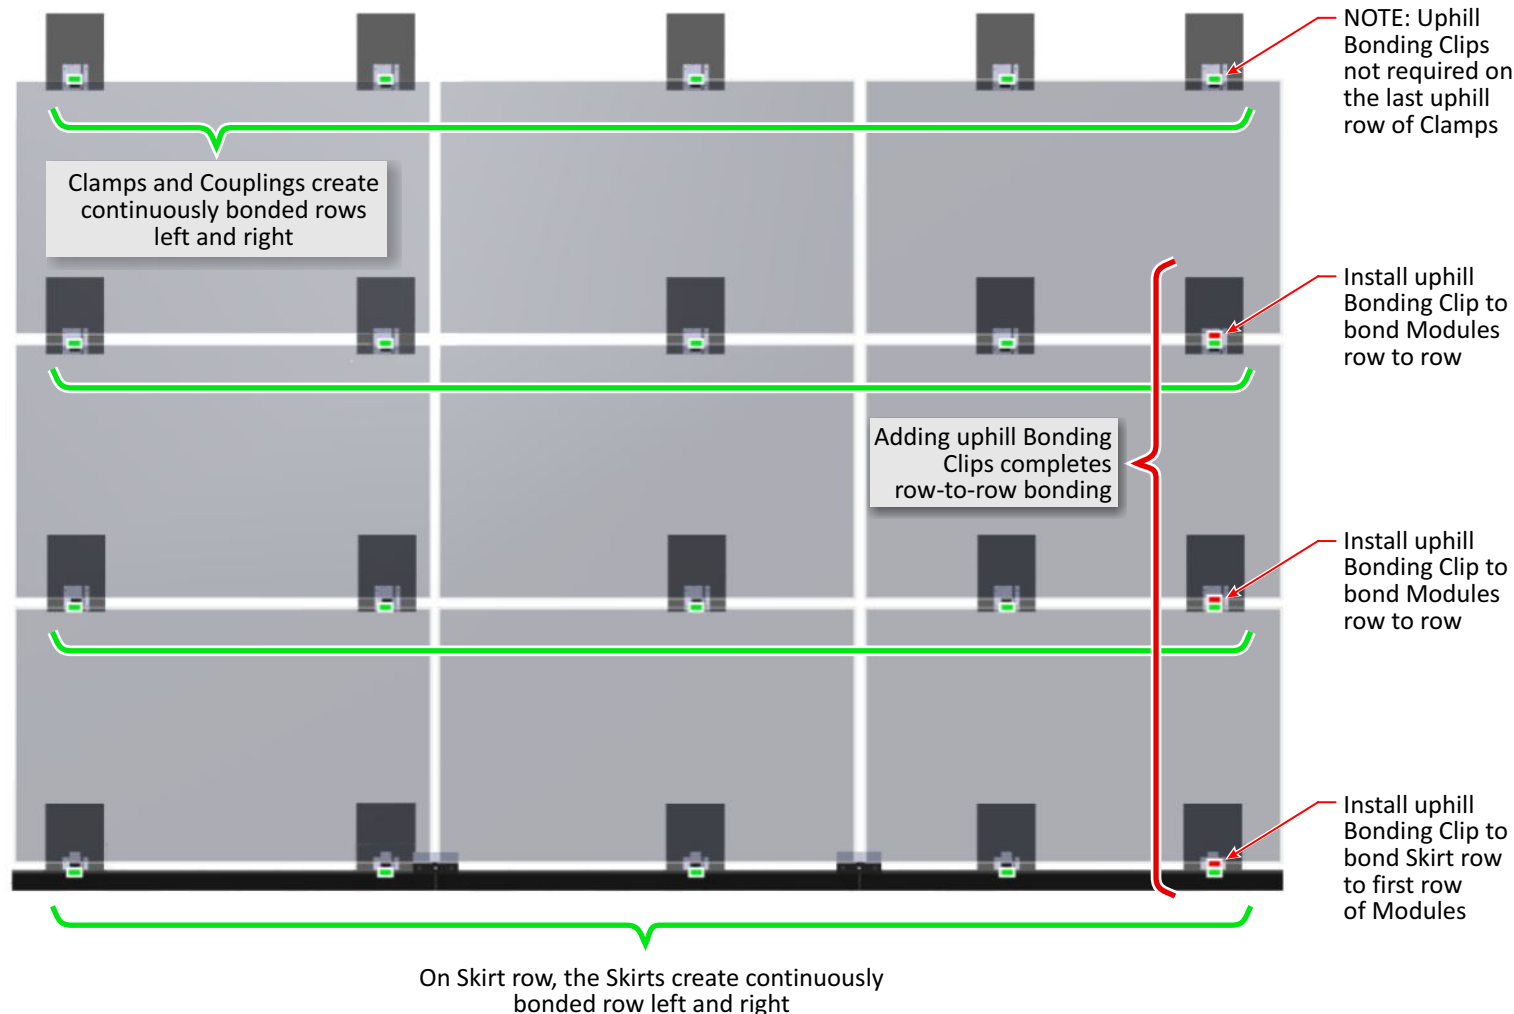 NOTE: Uphill
Bonding Clips
not required on
the last uphill
row of Clamps
Clamps and Couplings create
continuously bonded rows
left and right
Install uphill
Bonding Clip to
bond Modules
row to row
Adding uphill Bonding
Clips completes
row-to-row bonding
Install uphill
Bonding Clip to
bond Modules
row to row
Install uphill
Bonding Clip to
bond Skirt row
to first row
of Modules
On Skirt row, the Skirts create continuously
bonded row left and right